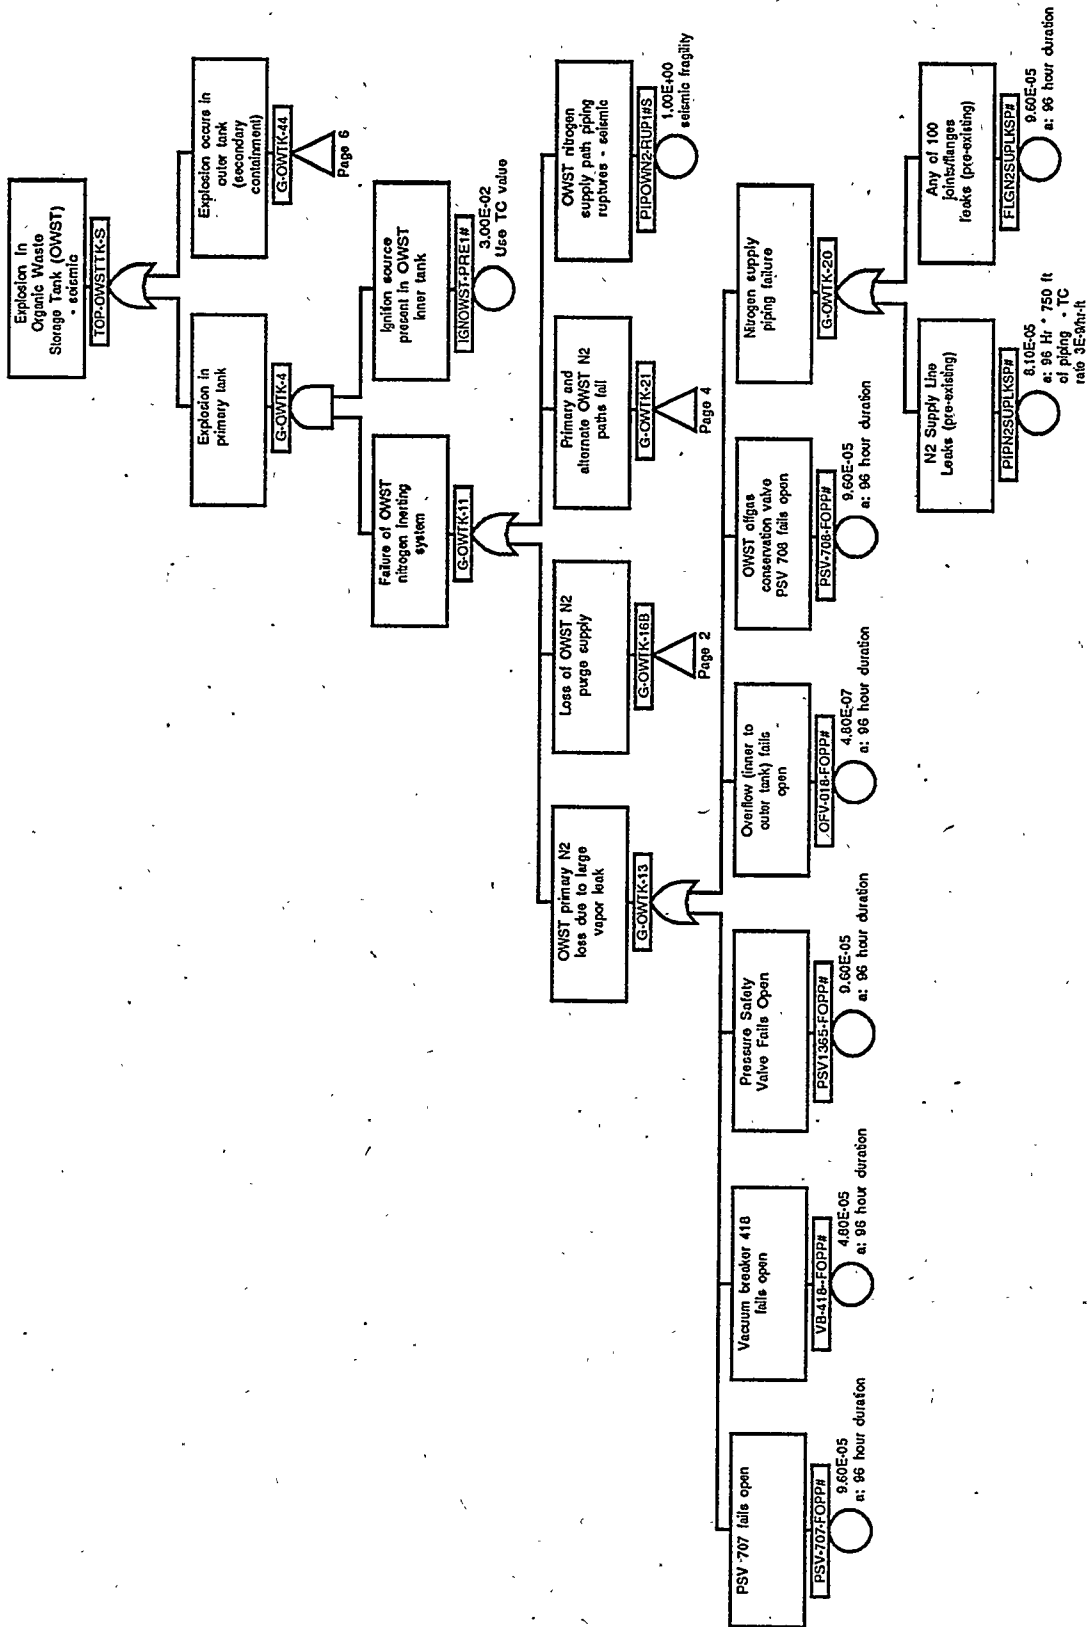 Explosion in
Organic Waste
Storage Tank (OWST)
- seismic
TOP-OWSTTK-S
Explosion in
primary tank
G-OWTK-4
Explosion occurs in
outer tank
(secondary
containment)
G-OWTK-44
Page 6
Failure of OWST
nitrogen inerting
system
G-OWTK-11
Ignition source
present in OWST
inner tank
IGNOWST-PRE1#
3.00E-02
Use TC value
OWST primary N2
loss due to large
vapor leak
G-OWTK-13
Loss of OWST N2
purge supply
G-OWTK-16B
Page 2
Primary and
alternate OWST N2
paths fail
G-OWTK-21
Page 4
OWST nitrogen
supply path piping
ruptures - seismic
PIPOWN2-RUP1#S
1.00E+00
seismic fragility
PSV -707 fails open
PSV-707-FOPP#
9.60E-05
a: 96 hour duration
Vacuum breaker 418
fails open
VB-418--FOPP#
4.80E-05
a: 96 hour duration
Pressure Safety
Valve Fails Open
PSV1365-FOPP#
9.60E-05
a: 96 hour duration
Overflow (inner to
outer tank) fails
open
OFV-018-FOPP#
4.80E-07
a: 96 hour duration
OWST offgas
conservation valve
PSV 708 fails open
PSV-708-FOPP#
9.60E-05
a: 96 hour duration
Nitrogen supply
piping failure
G-OWTK-20
N2 Supply Line
Leaks (pre-existing)
PIPN2SUPLKSP#
8.10E-05
a: 96 Hr * 750 ft
of piping - TC
rate 3E-9/hr-ft
Any of 100
joints/flanges
leaks (pre-existing)
FLGN2SUPLKSP#
9.60E-05
a: 96 hour duration